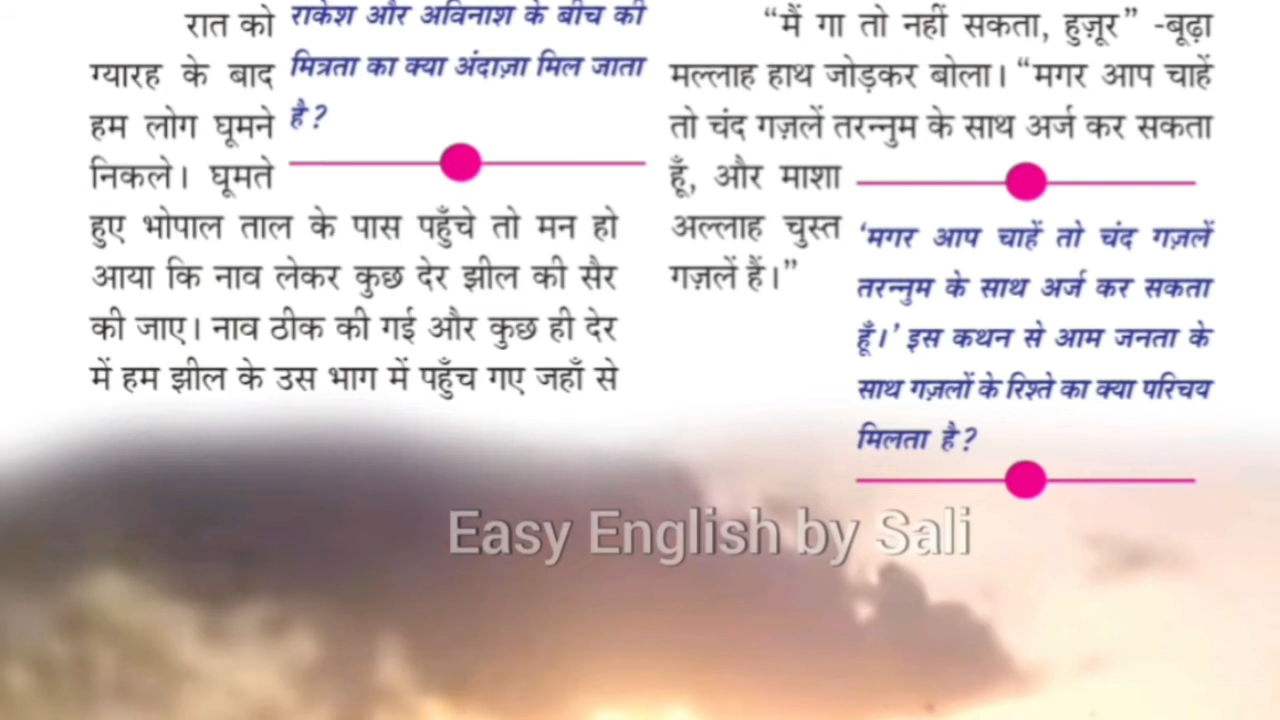 राकेश और अविनाश के बीच की
मित्रता का क्या अंदाज़ा मिल जाता
है?
रात को
ग्यारह के बाद
हम लोग घूमने
निकले। घूमते
हुए भोपाल ताल के पास पहुँचे तो मन हो
आया कि नाव लेकर कुछ देर झील की सैर
की जाए। नाव ठीक की गई और कुछ ही देर
में हम झील के उस भाग में पहुँच गए जहाँ से
“मैं गा तो नहीं सकता, हुज़ूर” -बूढ़ा
मल्लाह हाथ जोड़कर बोला। “मगर आप चाहें
तो चंद गज़लें तरन्नुम के साथ अर्ज कर सकता
हूँ, और माशा
अल्लाह चुस्त
गज़लें हैं।”
‘मगर आप चाहें तो चंद गज़लें
तरन्नुम के साथ अर्ज कर सकता
हूँ।’ इस कथन से आम जनता के
साथ गज़लों के रिश्ते का क्या परिचय
मिलता है?
Easy English by Sali